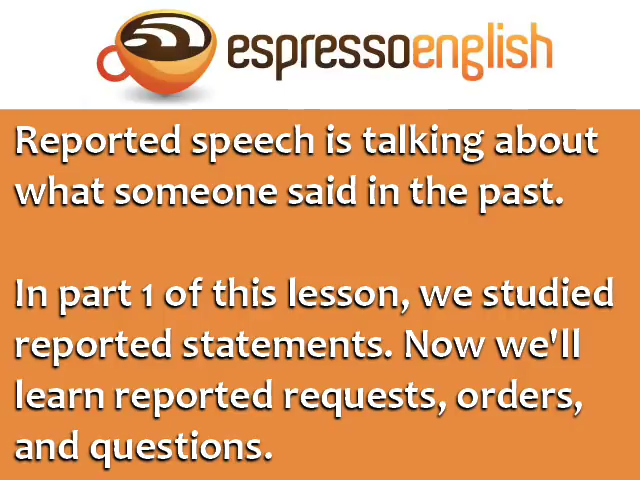 espressoenglish
Reported speech is talking about
what someone said in the past.
In part 1 of this lesson, we studied
reported statements. Now we'll
learn reported requests, orders,
and questions.